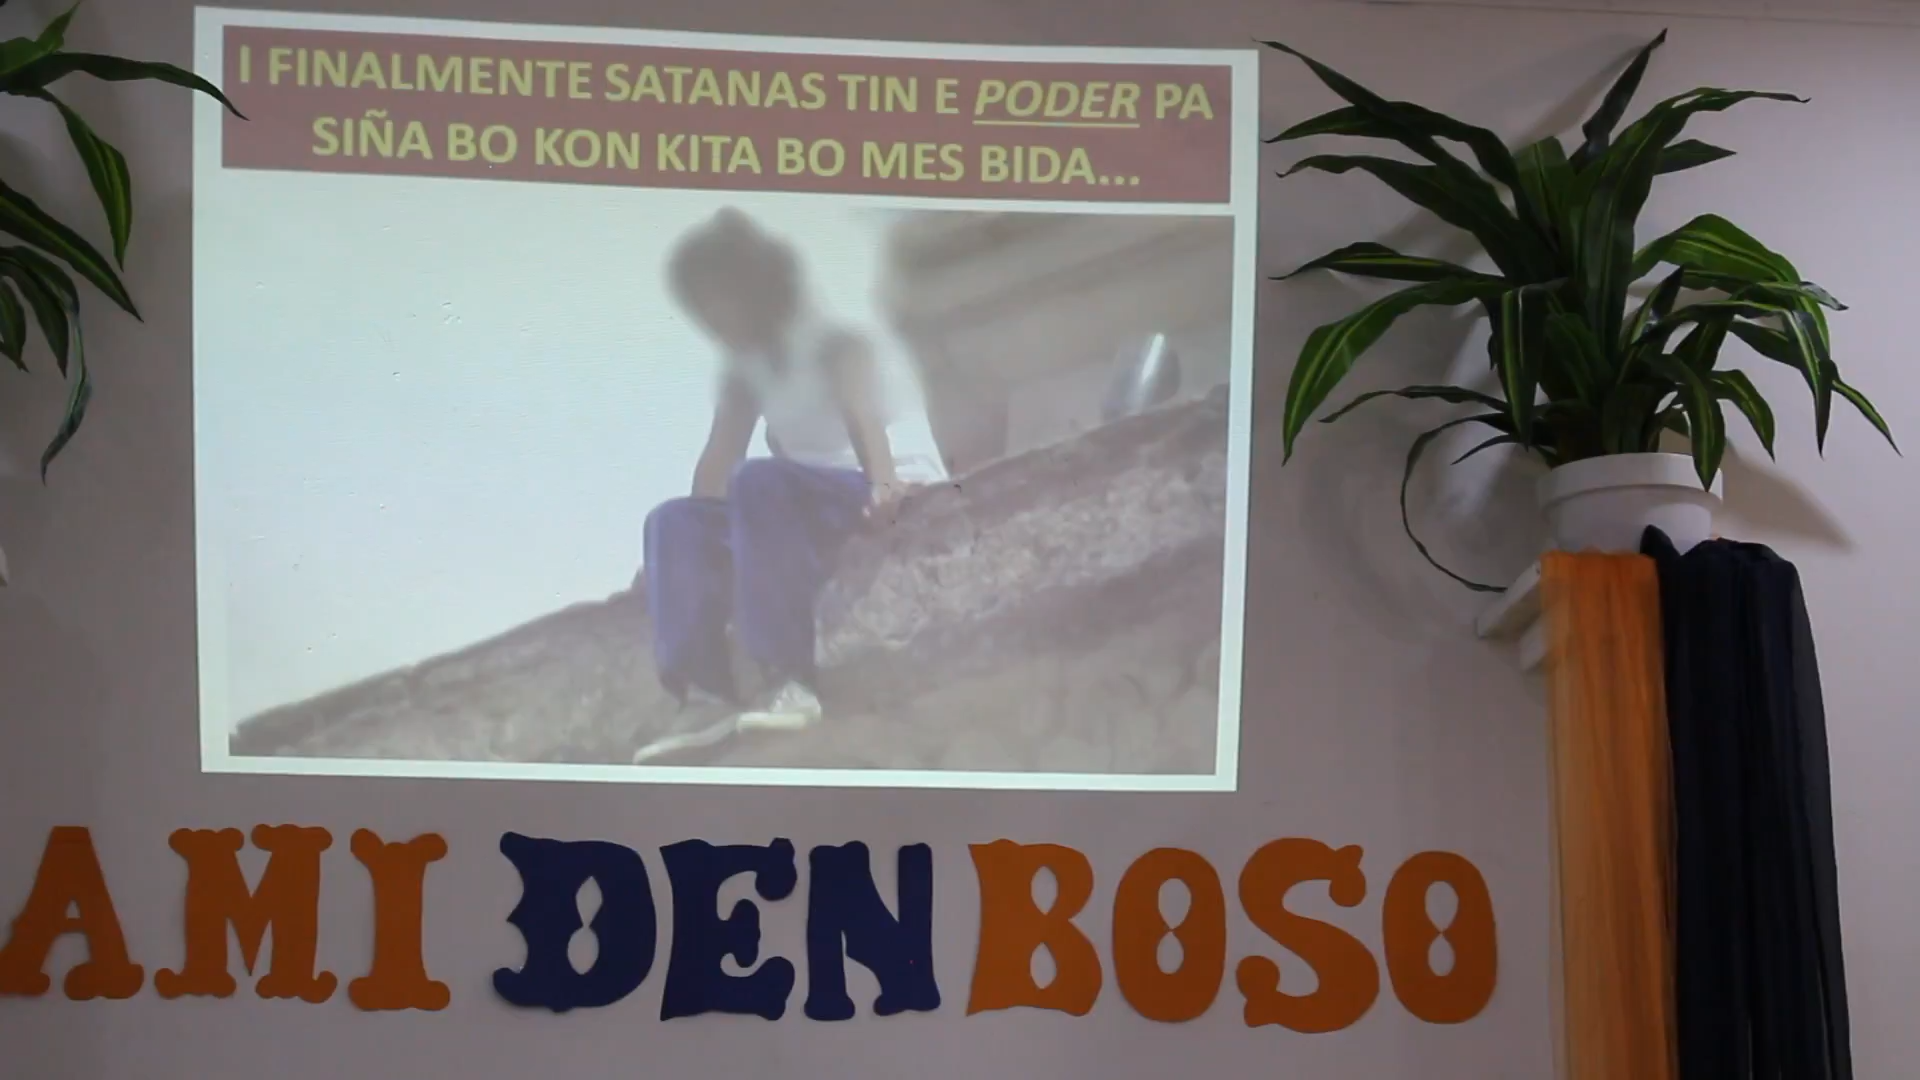 I FINALMENTE SATANAS TIN E PODER PA
SIÑA BO KON KITA BO MES BIDA...
AMI DEN BOSO